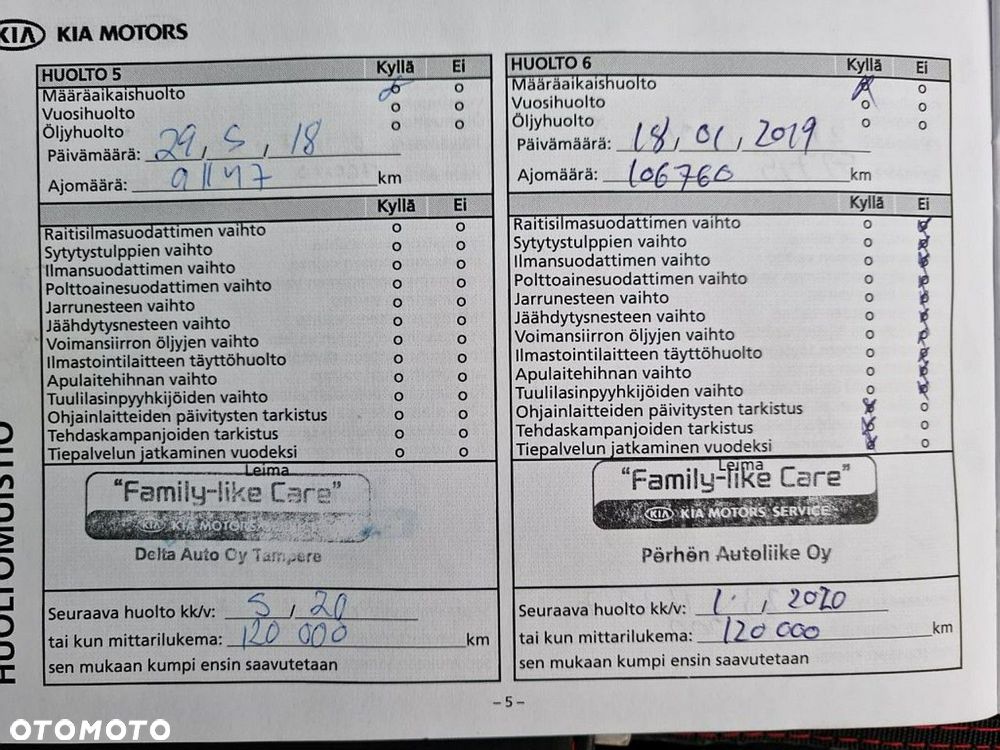 KIA KIA MOTORS
HUOLTOMUISTIO
HUOLTO 5 Kyllä Ei
Määräaikaishuolto o o
Vuosihuolto o o
Öljyhuolto o o
Päivämäärä: 29, 5, 18
Ajomäärä: 91147 km
Kyllä Ei
Raitisilmasuodattimen vaihto o o
Sytytystulppien vaihto o o
Ilmansuodattimen vaihto o o
Polttoainesuodattimen vaihto o o
Jarrunesteen vaihto o o
Jäähdytysnesteen vaihto o o
Voimansiirron öljyjen vaihto o o
Ilmastointilaitteen täyttöhuolto o o
Apulaitehihnan vaihto o o
Tuulilasinpyyhkijöiden vaihto o o
Ohjainlaitteiden päivitysten tarkistus o o
Tehdaskampanjoiden tarkistus o o
Tiepalvelun jatkaminen vuodeksi o o
Leima
"Family-like Care"
KIA KIA MOTORS
Delta Auto Oy Tampere
Seuraava huolto kk/v: 5, 20
tai kun mittarilukema: 120 000 km
sen mukaan kumpi ensin saavutetaan
HUOLTO 6 Kyllä Ei
Määräaikaishuolto o o
Vuosihuolto o o
Öljyhuolto o o
Päivämäärä: 18, 01, 2019
Ajomäärä: 106760 km
Kyllä Ei
Raitisilmasuodattimen vaihto o o
Sytytystulppien vaihto o o
Ilmansuodattimen vaihto o o
Polttoainesuodattimen vaihto o o
Jarrunesteen vaihto o o
Jäähdytysnesteen vaihto o o
Voimansiirron öljyjen vaihto o o
Ilmastointilaitteen täyttöhuolto o o
Apulaitehihnan vaihto o o
Tuulilasinpyyhkijöiden vaihto o o
Ohjainlaitteiden päivitysten tarkistus o o
Tehdaskampanjoiden tarkistus o o
Tiepalvelun jatkaminen vuodeksi o o
Leima
"Family-like Care"
KIA KIA MOTORS SERVICE
Përhën Autoliike Oy
Seuraava huolto kk/v: 1, 2020
tai kun mittarilukema: 120 000 km
sen mukaan kumpi ensin saavutetaan
- 5 -
OTOMOTO